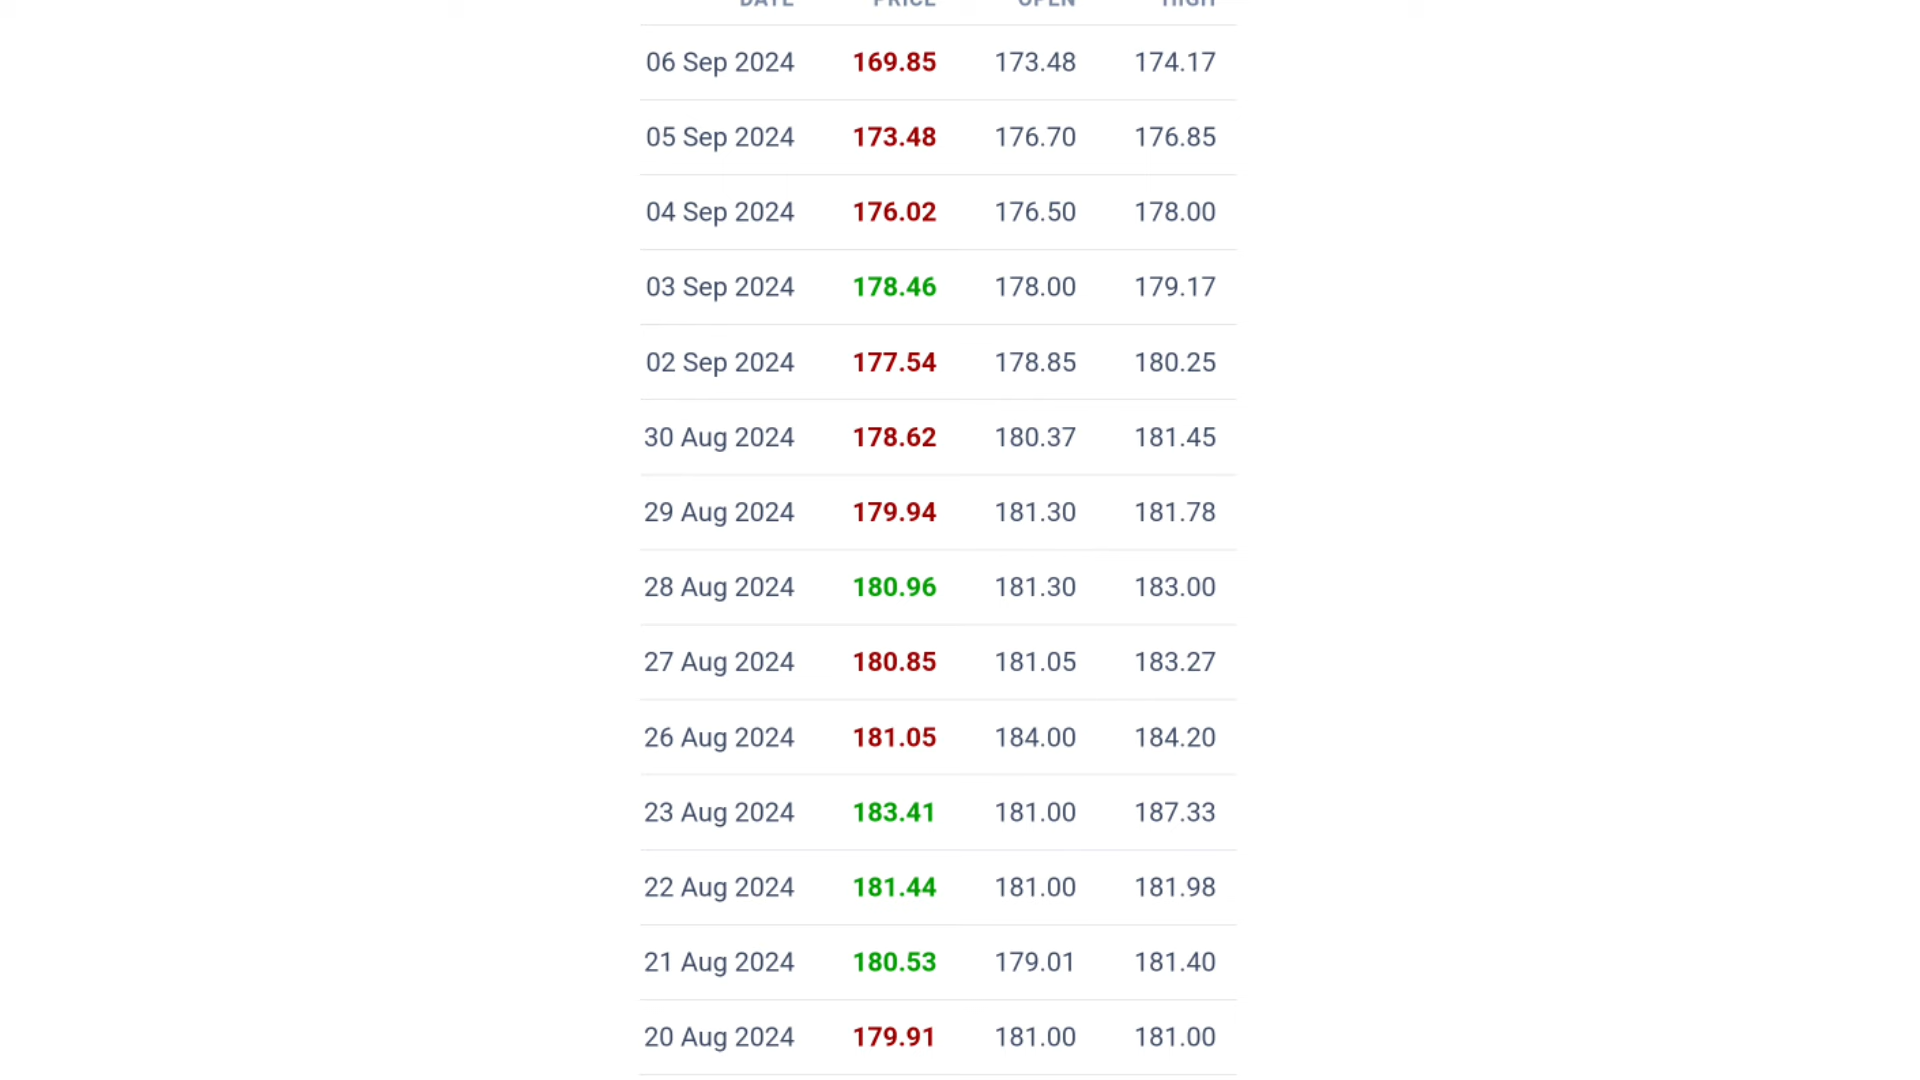 DATE PRICE OPEN HIGH
06 Sep 2024 169.85 173.48 174.17
05 Sep 2024 173.48 176.70 176.85
04 Sep 2024 176.02 176.50 178.00
03 Sep 2024 178.46 178.00 179.17
02 Sep 2024 177.54 178.85 180.25
30 Aug 2024 178.62 180.37 181.45
29 Aug 2024 179.94 181.30 181.78
28 Aug 2024 180.96 181.30 183.00
27 Aug 2024 180.85 181.05 183.27
26 Aug 2024 181.05 184.00 184.20
23 Aug 2024 183.41 181.00 187.33
22 Aug 2024 181.44 181.00 181.98
21 Aug 2024 180.53 179.01 181.40
20 Aug 2024 179.91 181.00 181.00